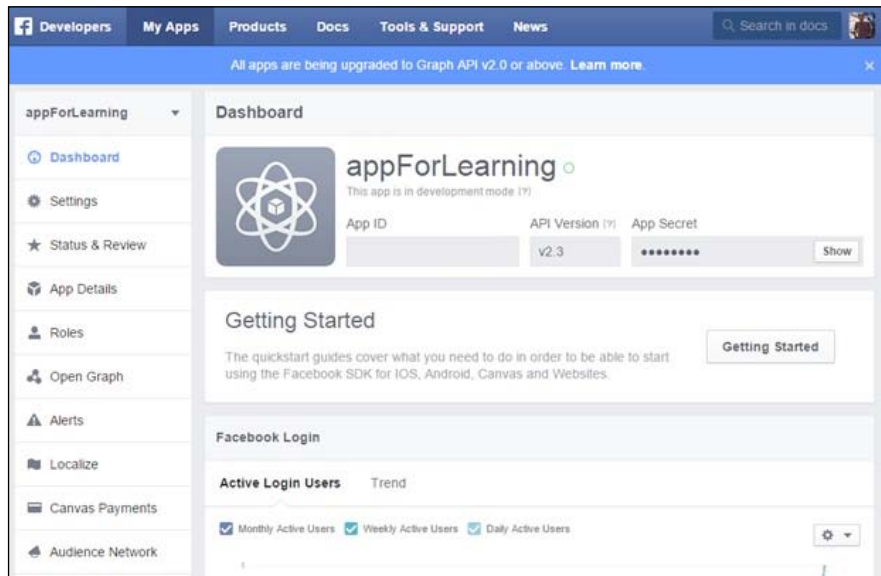 Developers My Apps Products Docs Tools & Support News Search in docs
All apps are being upgraded to Graph API v2.0 or above. Learn more.
appForLearning
Dashboard
Settings
Status & Review
App Details
Roles
Open Graph
Alerts
Localize
Canvas Payments
Audience Network
Dashboard
appForLearning
This app is in development mode [?]
App ID API Version [?] App Secret
v2.3 ●●●●●●●● Show
Getting Started
The quickstart guides cover what you need to do in order to be able to start
using the Facebook SDK for IOS, Android, Canvas and Websites.
Getting Started
Facebook Login
Active Login Users Trend
Monthly Active Users Weekly Active Users Daily Active Users